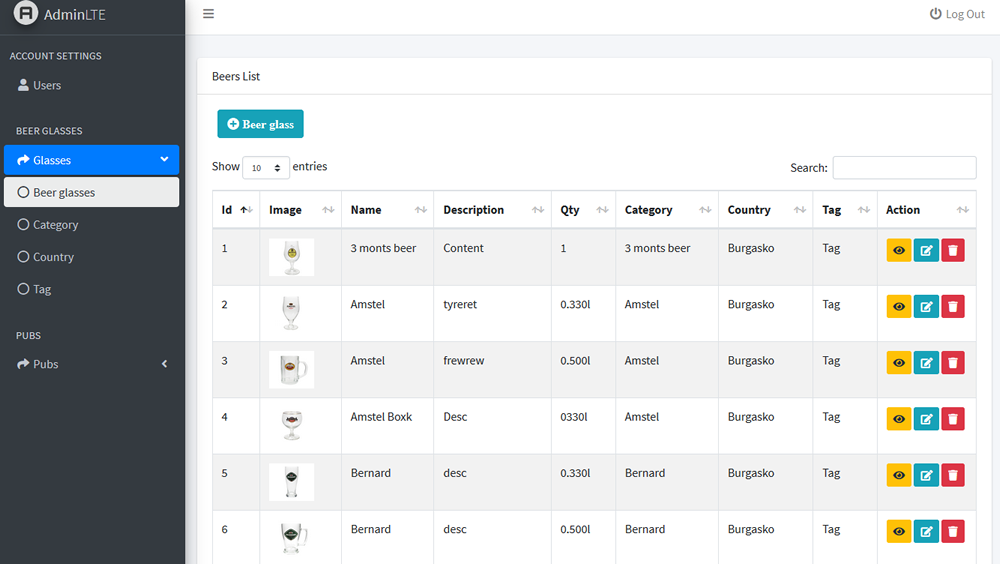 AdminLTE
Log Out
ACCOUNT SETTINGS
Users
BEER GLASSES
Glasses
Beer glasses
Category
Country
Tag
PUBS
Pubs
Beers List
Beer glass
Show 10 entries
Search:
Id Image Name Description Qty Category Country Tag Action
1 3 monts beer Content 1 3 monts beer Burgasko Tag
2 Amstel tyreret 0.330l Amstel Burgasko Tag
3 Amstel frewrew 0.500l Amstel Burgasko Tag
4 Amstel Boxk Desc 0330l Amstel Burgasko Tag
5 Bernard desc 0.330l Bernard Burgasko Tag
6 Bernard desc 0.500l Bernard Burgasko Tag